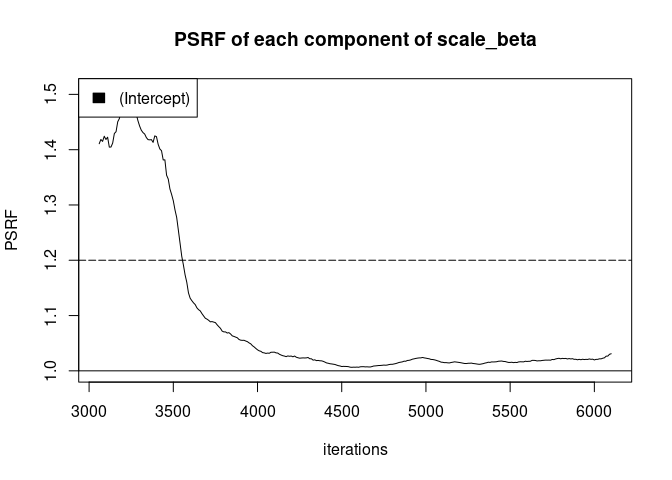 PSRF of each component of scale_beta
(Intercept)
PSRF
1.5
1.4
1.3
1.2
1.1
1.0
3000 3500 4000 4500 5000 5500 6000
iterations